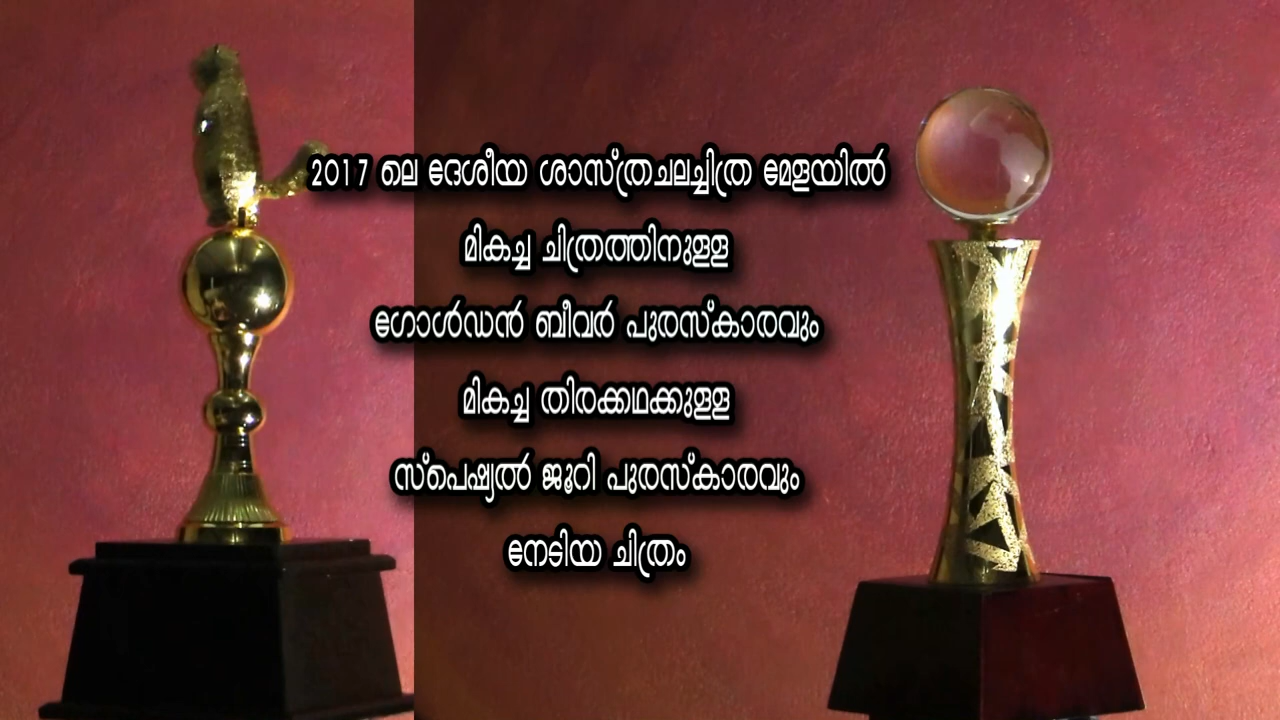 2017 ലെ ദേശീയ ശാസ്ത്രചലച്ചിത്ര മേളയിൽ
മികച്ച ചിത്രത്തിനുള്ള
ഗോൾഡൻ ബീവർ പുരസ്കാരവും
മികച്ച തിരക്കഥക്കുള്ള
സ്പെഷ്യൽ ജൂറി പുരസ്കാരവും
നേടിയ ചിത്രം